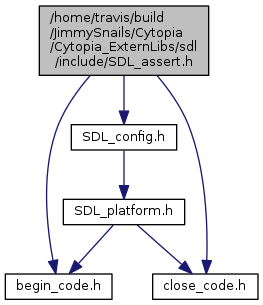 /home/travis/build
/JimmySnails/Cytopia
/Cytopia_ExternLibs/sdl
/include/SDL_assert.h
SDL_config.h
SDL_platform.h
begin_code.h
close_code.h